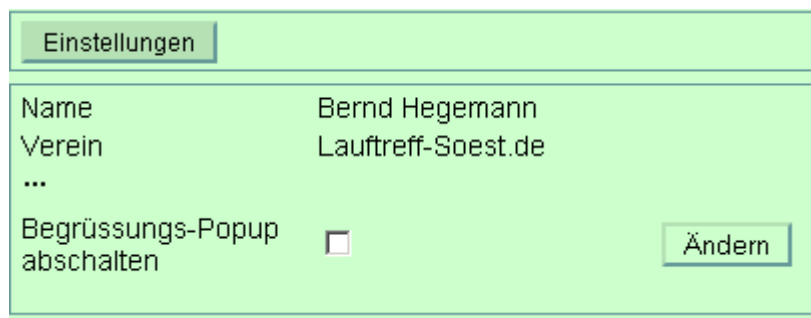 Einstellungen
Name Bernd Hegemann
Verein Lauftreff-Soest.de
...
Begrüssungs-Popup
abschalten
Ändern